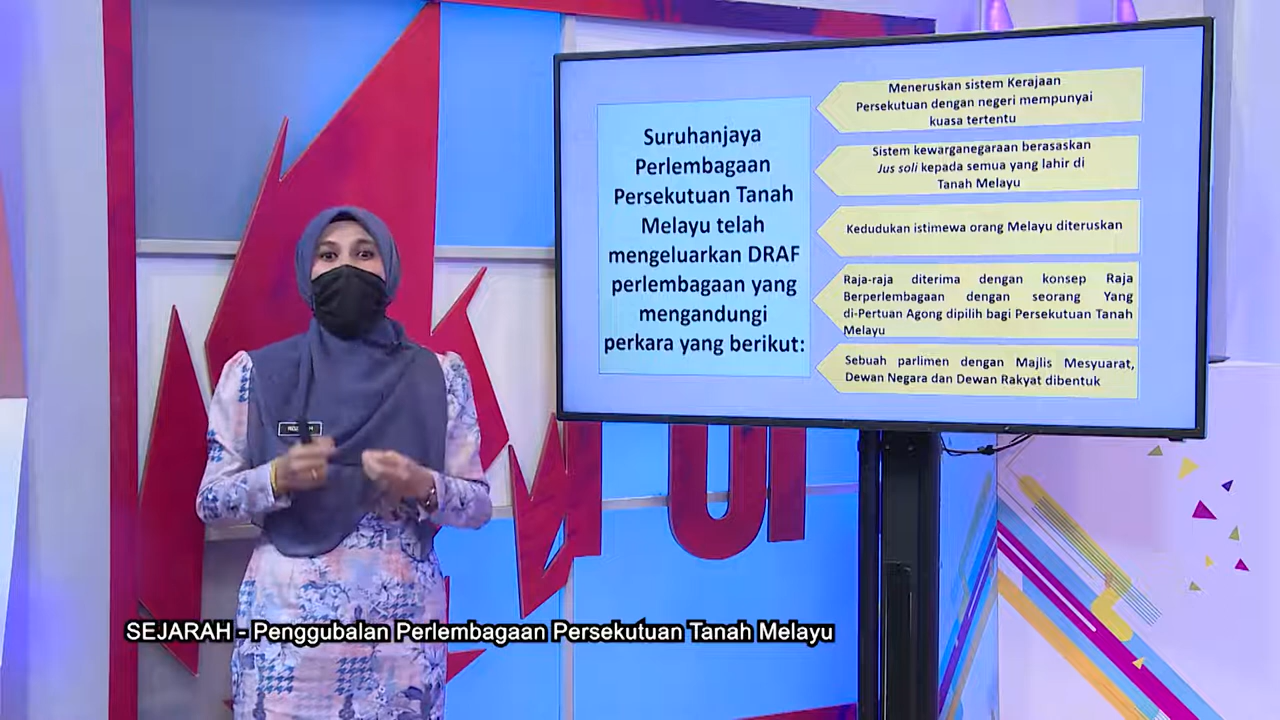 Suruhanjaya
Perlembagaan
Persekutuan Tanah
Melayu telah
mengeluarkan DRAF
perlembagaan yang
mengandungi
perkara yang berikut:
Meneruskan sistem Kerajaan
Persekutuan dengan negeri mempunyai
kuasa tertentu
Sistem kewarganegaraan berasaskan
Jus soli kepada semua yang lahir di
Tanah Melayu
Kedudukan istimewa orang Melayu diteruskan
Raja-raja diterima dengan konsep Raja
Berperlembagaan dengan seorang Yang
di-Pertuan Agong dipilih bagi Persekutuan Tanah
Melayu
Sebuah parlimen dengan Majlis Mesyuarat,
Dewan Negara dan Dewan Rakyat dibentuk
SEJARAH - Penggubalan Perlembagaan Persekutuan Tanah Melayu